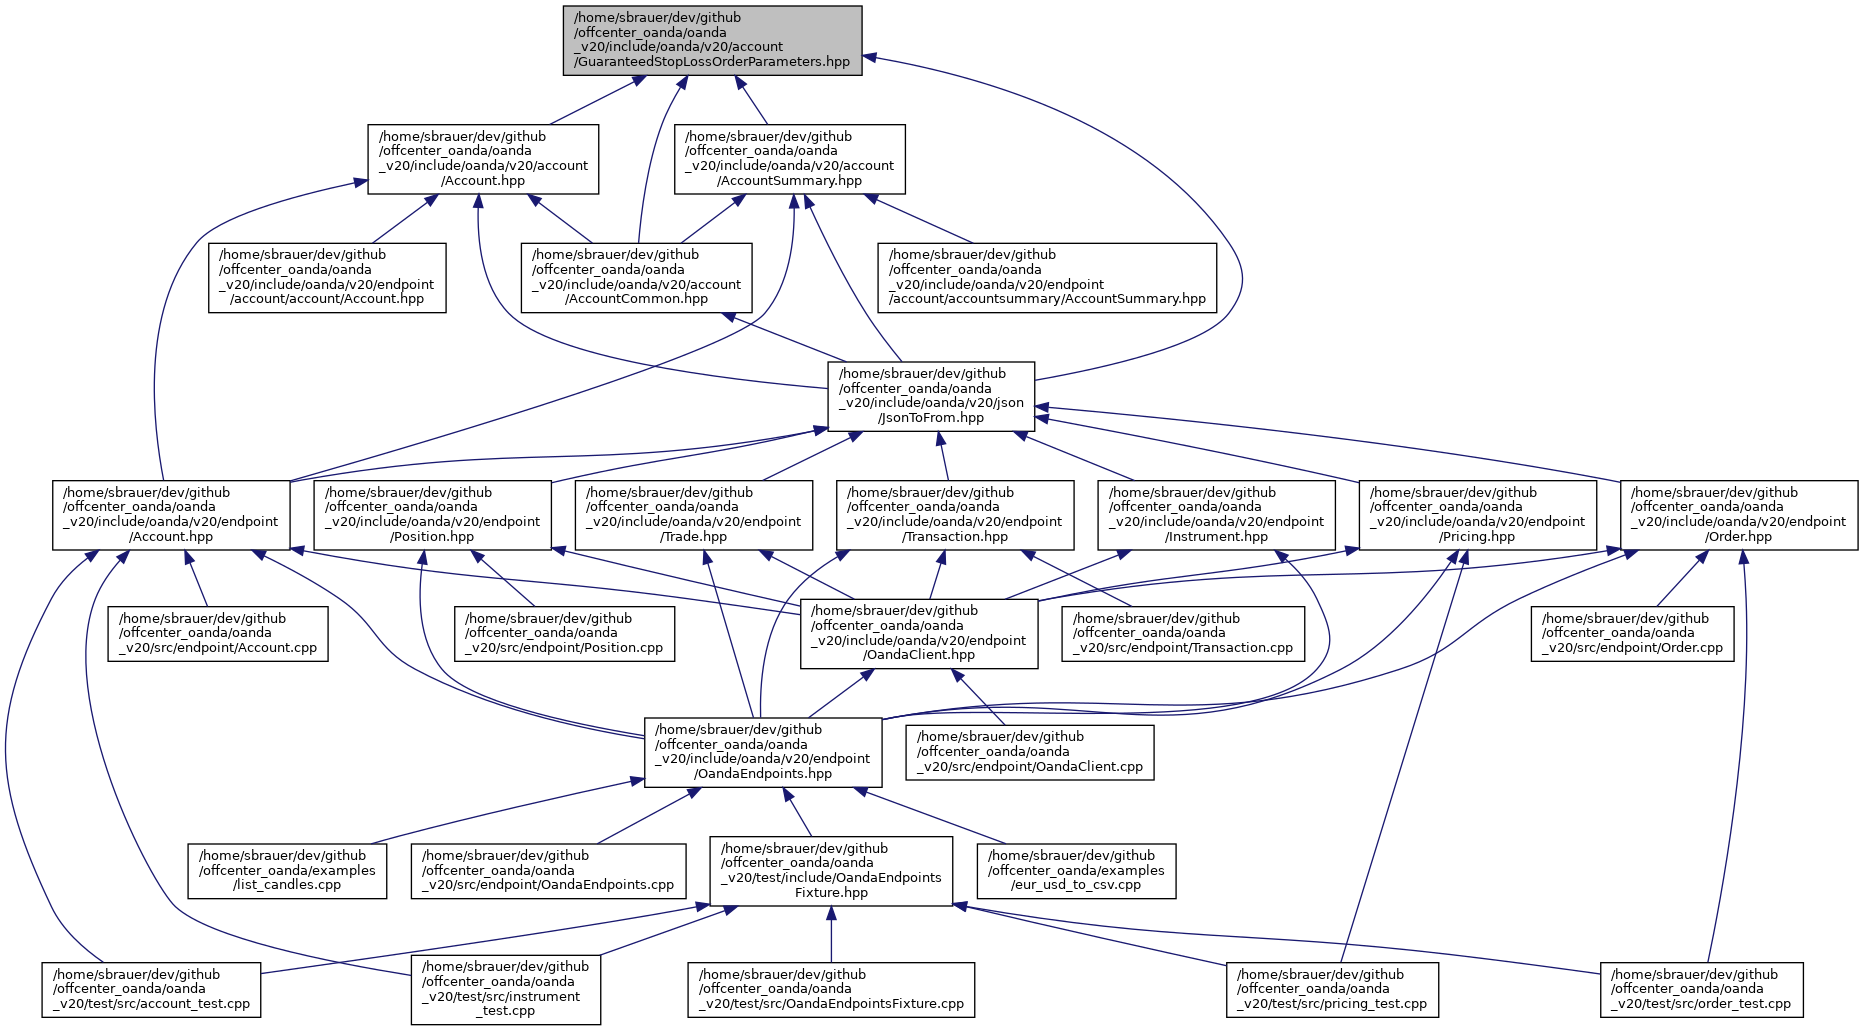 /home/sbrauer/dev/github
/offcenter_oanda/oanda
_v20/include/oanda/v20/account
/GuaranteedStopLossOrderParameters.hpp
/home/sbrauer/dev/github
/offcenter_oanda/oanda
_v20/include/oanda/v20/account
/Account.hpp
/home/sbrauer/dev/github
/offcenter_oanda/oanda
_v20/include/oanda/v20/account
/AccountSummary.hpp
/home/sbrauer/dev/github
/offcenter_oanda/oanda
_v20/include/oanda/v20/endpoint
/account/account/Account.hpp
/home/sbrauer/dev/github
/offcenter_oanda/oanda
_v20/include/oanda/v20/account
/AccountCommon.hpp
/home/sbrauer/dev/github
/offcenter_oanda/oanda
_v20/include/oanda/v20/endpoint
/account/accountsummary/AccountSummary.hpp
/home/sbrauer/dev/github
/offcenter_oanda/oanda
_v20/include/oanda/v20/json
/JsonToFrom.hpp
/home/sbrauer/dev/github
/offcenter_oanda/oanda
_v20/include/oanda/v20/endpoint
/Account.hpp
/home/sbrauer/dev/github
/offcenter_oanda/oanda
_v20/include/oanda/v20/endpoint
/Position.hpp
/home/sbrauer/dev/github
/offcenter_oanda/oanda
_v20/include/oanda/v20/endpoint
/Trade.hpp
/home/sbrauer/dev/github
/offcenter_oanda/oanda
_v20/include/oanda/v20/endpoint
/Transaction.hpp
/home/sbrauer/dev/github
/offcenter_oanda/oanda
_v20/include/oanda/v20/endpoint
/Instrument.hpp
/home/sbrauer/dev/github
/offcenter_oanda/oanda
_v20/include/oanda/v20/endpoint
/Pricing.hpp
/home/sbrauer/dev/github
/offcenter_oanda/oanda
_v20/include/oanda/v20/endpoint
/Order.hpp
/home/sbrauer/dev/github
/offcenter_oanda/oanda
_v20/src/endpoint/Account.cpp
/home/sbrauer/dev/github
/offcenter_oanda/oanda
_v20/src/endpoint/Position.cpp
/home/sbrauer/dev/github
/offcenter_oanda/oanda
_v20/include/oanda/v20/endpoint
/OandaClient.hpp
/home/sbrauer/dev/github
/offcenter_oanda/oanda
_v20/src/endpoint/Transaction.cpp
/home/sbrauer/dev/github
/offcenter_oanda/oanda
_v20/src/endpoint/Order.cpp
/home/sbrauer/dev/github
/offcenter_oanda/oanda
_v20/include/oanda/v20/endpoint
/OandaEndpoints.hpp
/home/sbrauer/dev/github
/offcenter_oanda/oanda
_v20/src/endpoint/OandaClient.cpp
/home/sbrauer/dev/github
/offcenter_oanda/examples
/list_candles.cpp
/home/sbrauer/dev/github
/offcenter_oanda/oanda
_v20/src/endpoint/OandaEndpoints.cpp
/home/sbrauer/dev/github
/offcenter_oanda/oanda
_v20/test/include/OandaEndpoints
Fixture.hpp
/home/sbrauer/dev/github
/offcenter_oanda/examples
/eur_usd_to_csv.cpp
/home/sbrauer/dev/github
/offcenter_oanda/oanda
_v20/test/src/account_test.cpp
/home/sbrauer/dev/github
/offcenter_oanda/oanda
_v20/test/src/instrument
_test.cpp
/home/sbrauer/dev/github
/offcenter_oanda/oanda
_v20/test/src/OandaEndpointsFixture.cpp
/home/sbrauer/dev/github
/offcenter_oanda/oanda
_v20/test/src/pricing_test.cpp
/home/sbrauer/dev/github
/offcenter_oanda/oanda
_v20/test/src/order_test.cpp